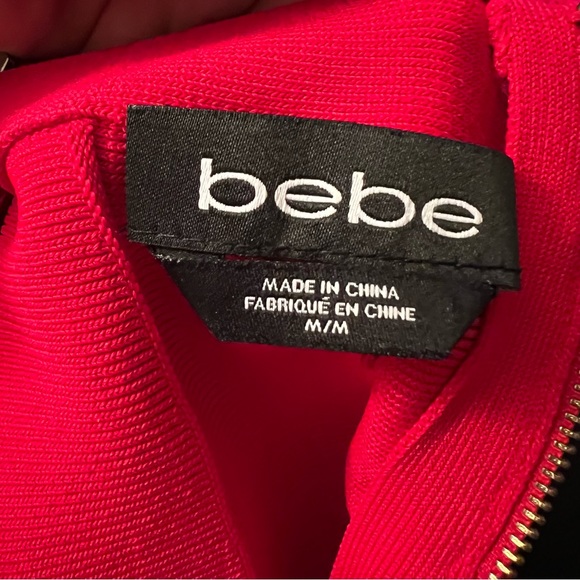 bebe
MADE IN CHINA
FABRIQUÉ EN CHINE
M/M